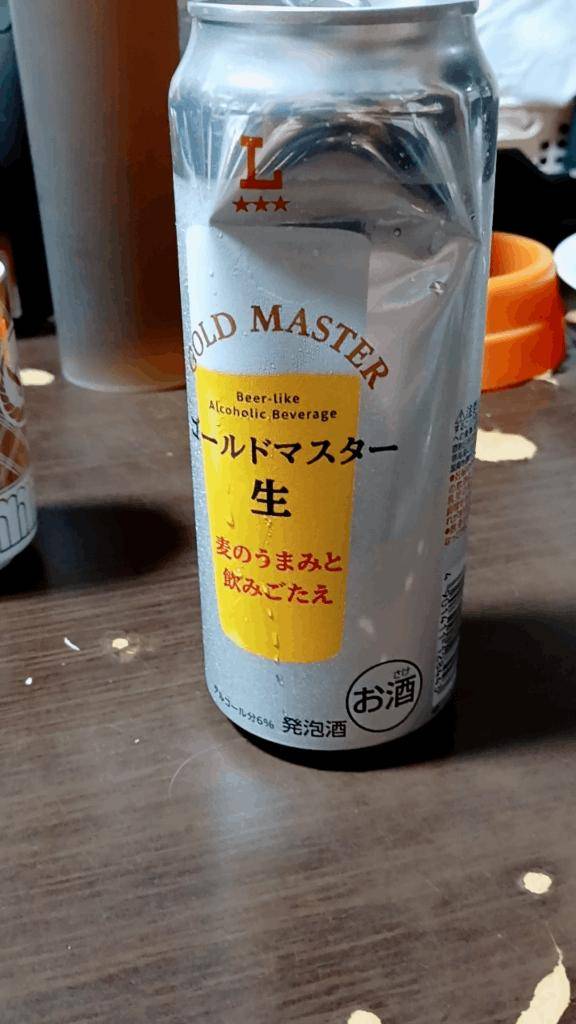 L
GOLD MASTER
Beer-like
Alcoholic Beverage
ゴールドマスター
生
麦のうまみと
飲みごたえ
さけ
お酒
アルコール分6% 発泡酒